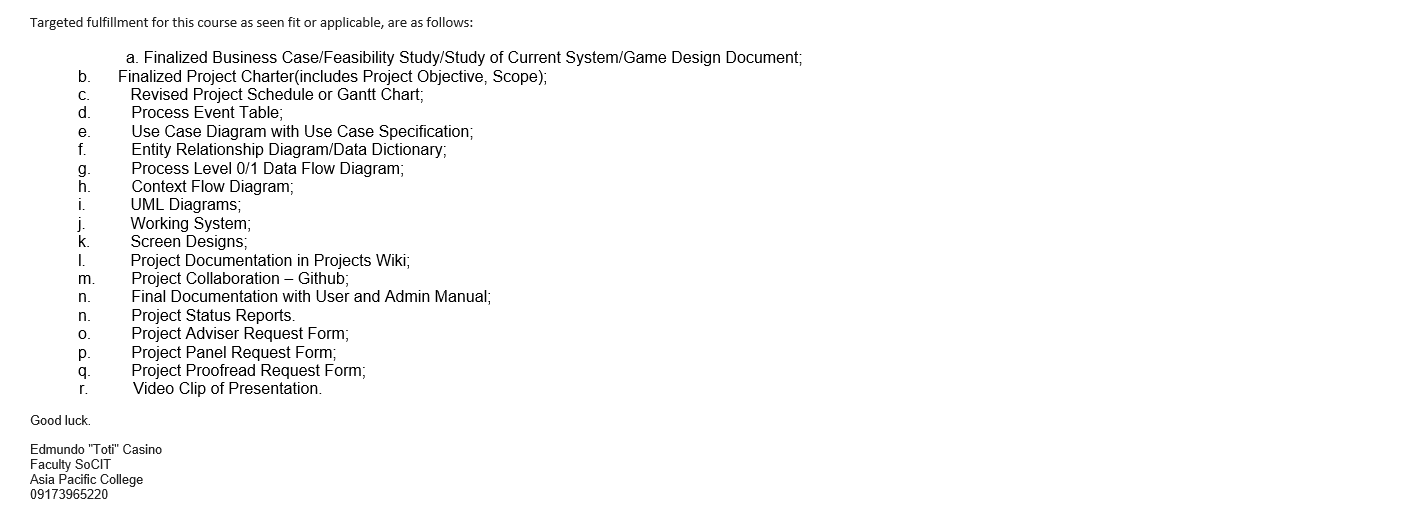 Targeted fulfillment for this course as seen fit or applicable, are as follows:
a. Finalized Business Case/Feasibility Study/Study of Current System/Game Design Document;
b. Finalized Project Charter(includes Project Objective, Scope);
c. Revised Project Schedule or Gantt Chart;
d. Process Event Table;
e. Use Case Diagram with Use Case Specification;
f. Entity Relationship Diagram/Data Dictionary;
g. Process Level 0/1 Data Flow Diagram;
h. Context Flow Diagram;
i. UML Diagrams;
j. Working System;
k. Screen Designs;
l. Project Documentation in Projects Wiki;
m. Project Collaboration – Github;
n. Final Documentation with User and Admin Manual;
n. Project Status Reports.
o. Project Adviser Request Form;
p. Project Panel Request Form;
q. Project Proofread Request Form;
r. Video Clip of Presentation.
Good luck.
Edmundo "Toti" Casino
Faculty SoCIT
Asia Pacific College
09173965220